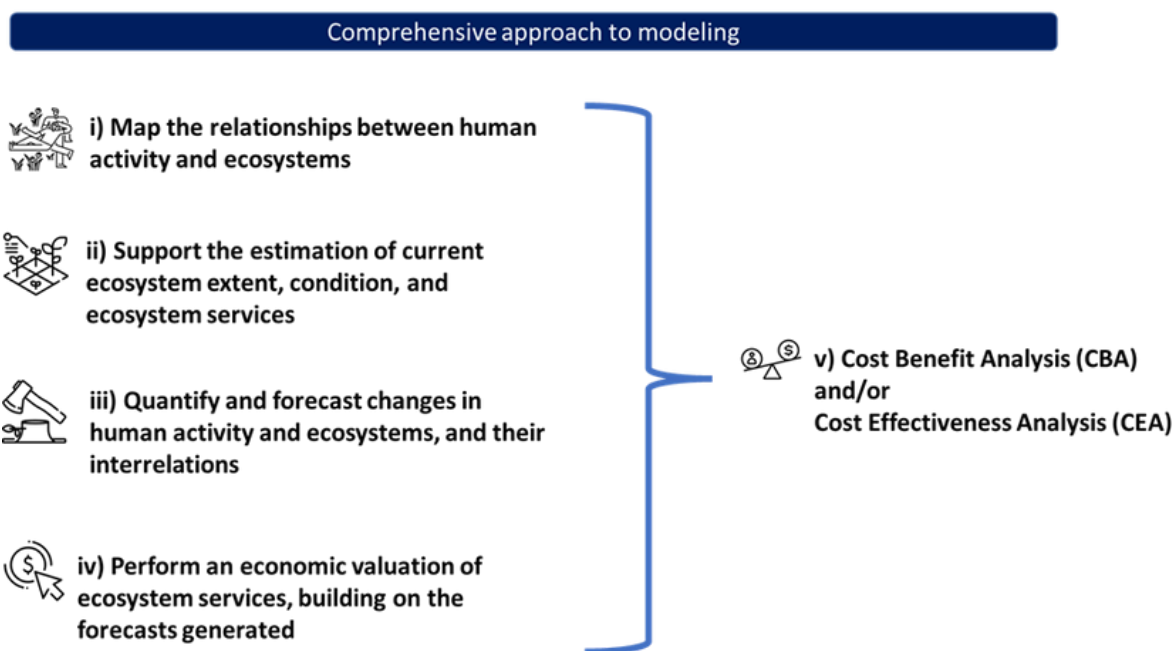 Comprehensive approach to modeling
i) Map the relationships between human
activity and ecosystems
ii) Support the estimation of current
ecosystem extent, condition, and
ecosystem services
iii) Quantify and forecast changes in
human activity and ecosystems, and their
interrelations
iv) Perform an economic valuation of
ecosystem services, building on the
forecasts generated
$
$
v) Cost Benefit Analysis (CBA)
and/or
Cost Effectiveness Analysis (CEA)